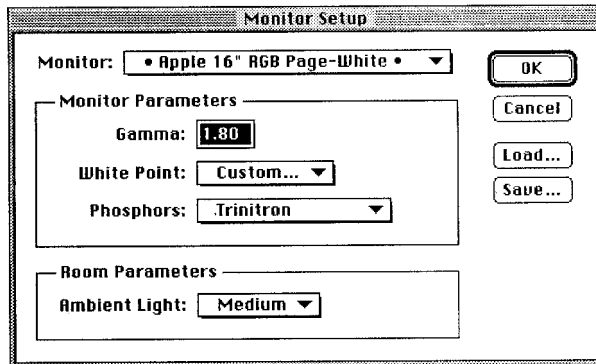 Monitor Setup
Monitor: • Apple 16" RGB Page-White •
OK
Monitor Parameters
Cancel
Gamma: 1.80
Load...
White Point: Custom...
Save...
Phosphors: Trinitron
Room Parameters
Ambient Light: Medium